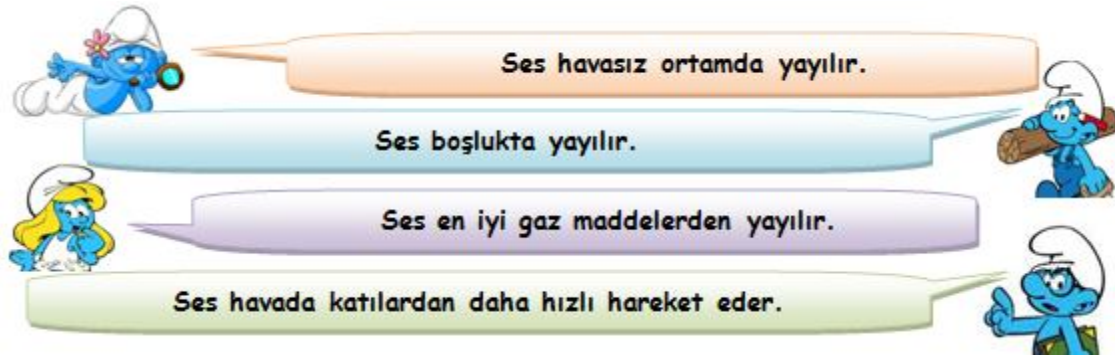 Ses havasız ortamda yayılır.
Ses boşlukta yayılır.
Ses en iyi gaz maddelerden yayılır.
Ses havada katılardan daha hızlı hareket eder.